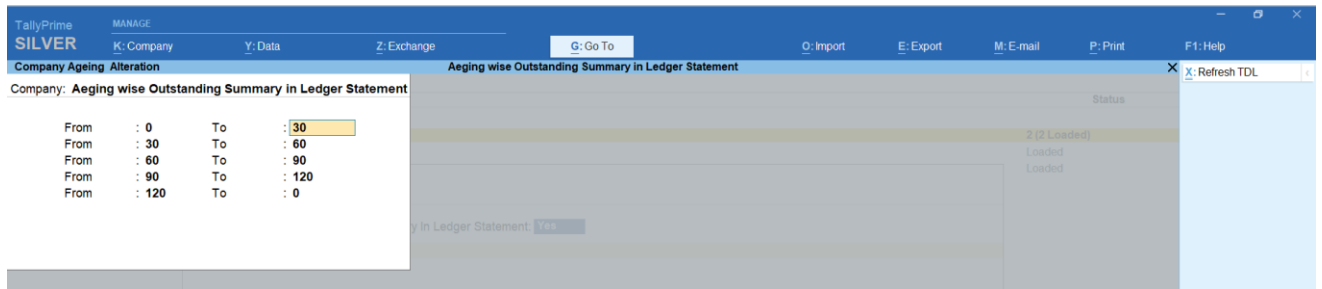 TallyPrime MANAGE
SILVER K: Company Y: Data Z: Exchange G: Go To O: Import E: Export M: E-mail P: Print F1: Help
Company Ageing Alteration Aeging wise Outstanding Summary in Ledger Statement X: Refresh TDL
Company: Aeging wise Outstanding Summary in Ledger Statement
Status
From : 0 To : 30
2 (2 Loaded)
From : 30 To : 60
Loaded
From : 60 To : 90
Loaded
From : 90 To : 120
From : 120 To : 0
y In Ledger Statement: Yes